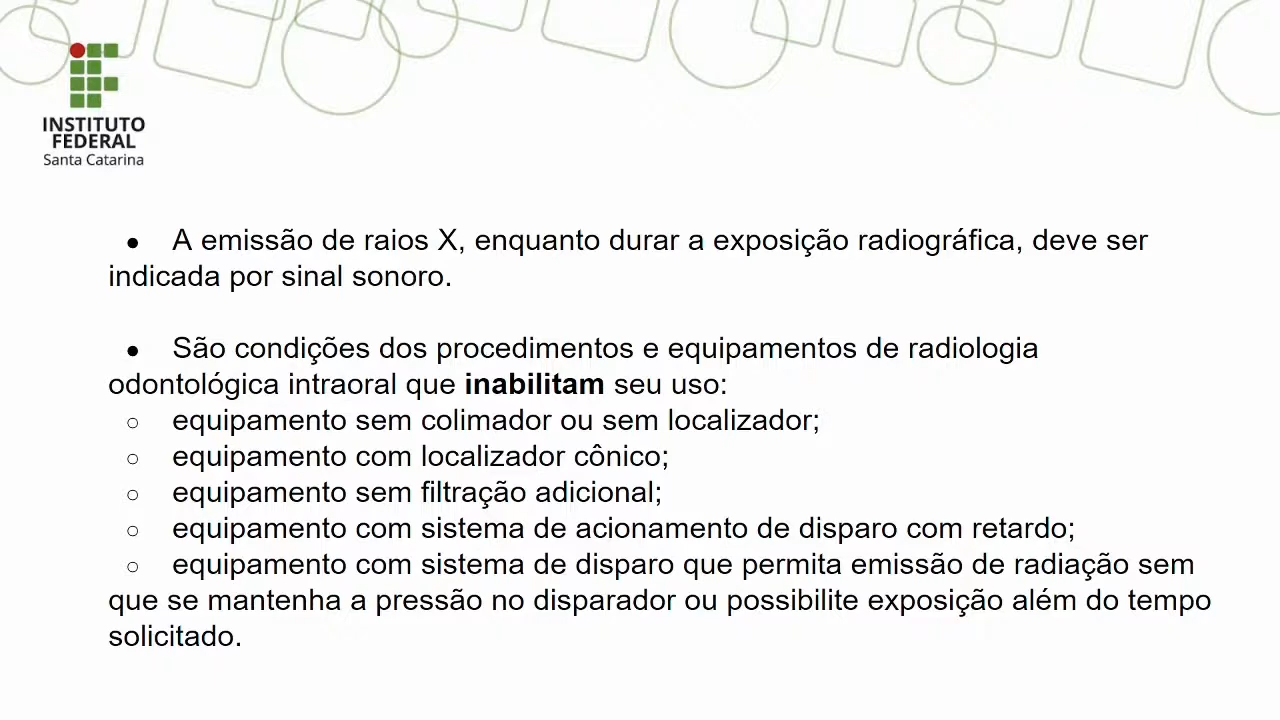 INSTITUTO
FEDERAL
Santa Catarina
● A emissão de raios X, enquanto durar a exposição radiográfica, deve ser
indicada por sinal sonoro.
● São condições dos procedimentos e equipamentos de radiologia
odontológica intraoral que inabilitam seu uso:
○ equipamento sem colimador ou sem localizador;
○ equipamento com localizador cônico;
○ equipamento sem filtração adicional;
○ equipamento com sistema de acionamento de disparo com retardo;
○ equipamento com sistema de disparo que permita emissão de radiação sem
que se mantenha a pressão no disparador ou possibilite exposição além do tempo
solicitado.